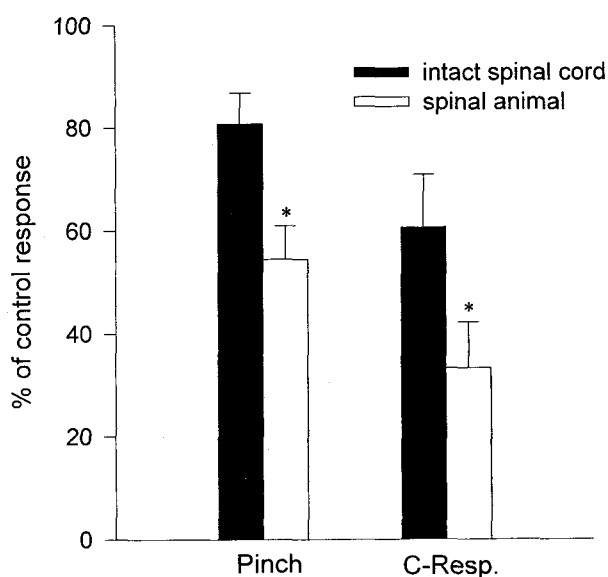 100
80
60
40
20
0
% of control response
intact spinal cord
spinal animal
*
*
Pinch C-Resp.